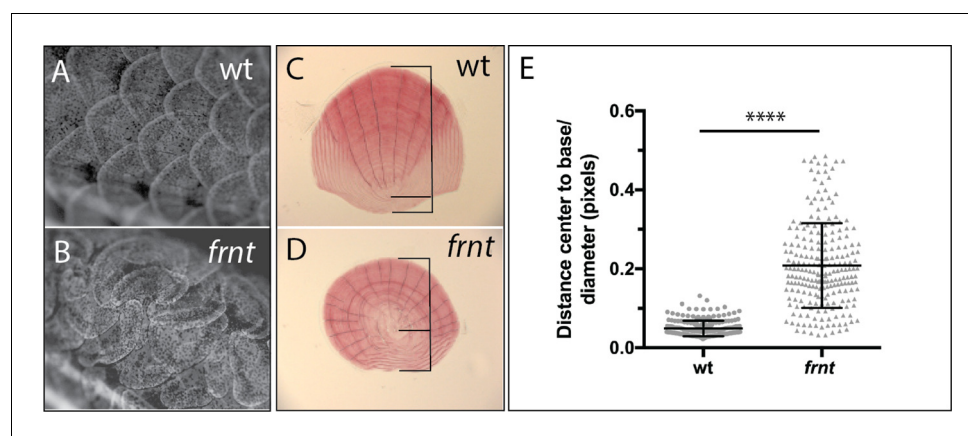 A
wt
B
frnt
C
wt
D
frnt
E
Distance center to base/
diameter (pixels)
0.6
0.4
0.2
0.0
****
wt
frnt